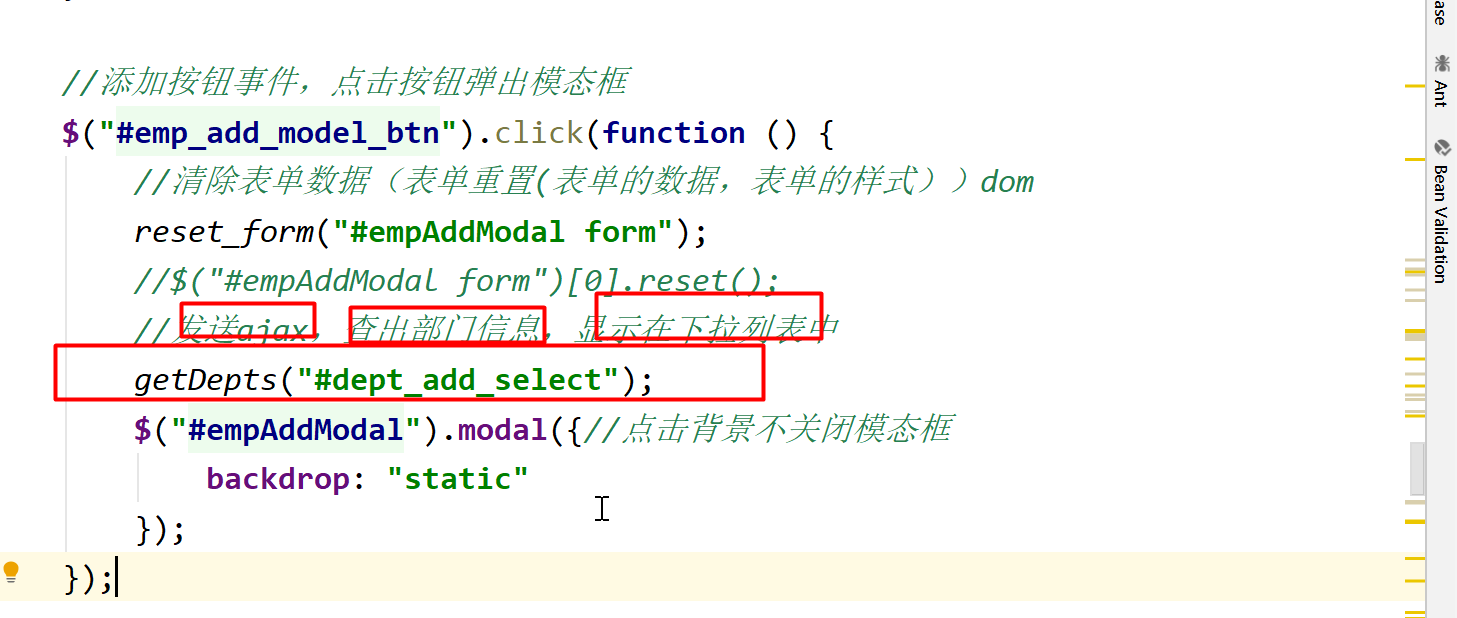 //添加按钮事件，点击按钮弹出模态框
$("#emp_add_model_btn").click(function () {
//清除表单数据（表单重置(表单的数据，表单的样式））dom
reset_form("#empAddModal form");
//$("#empAddModal form")[0].reset();
//发送ajax，查出部门信息，显示在下拉列表中
getDepts("#dept_add_select");
$("#empAddModal").modal({//点击背景不关闭模态框
backdrop: "static"
});
});
ase
Ant
Bean Validation